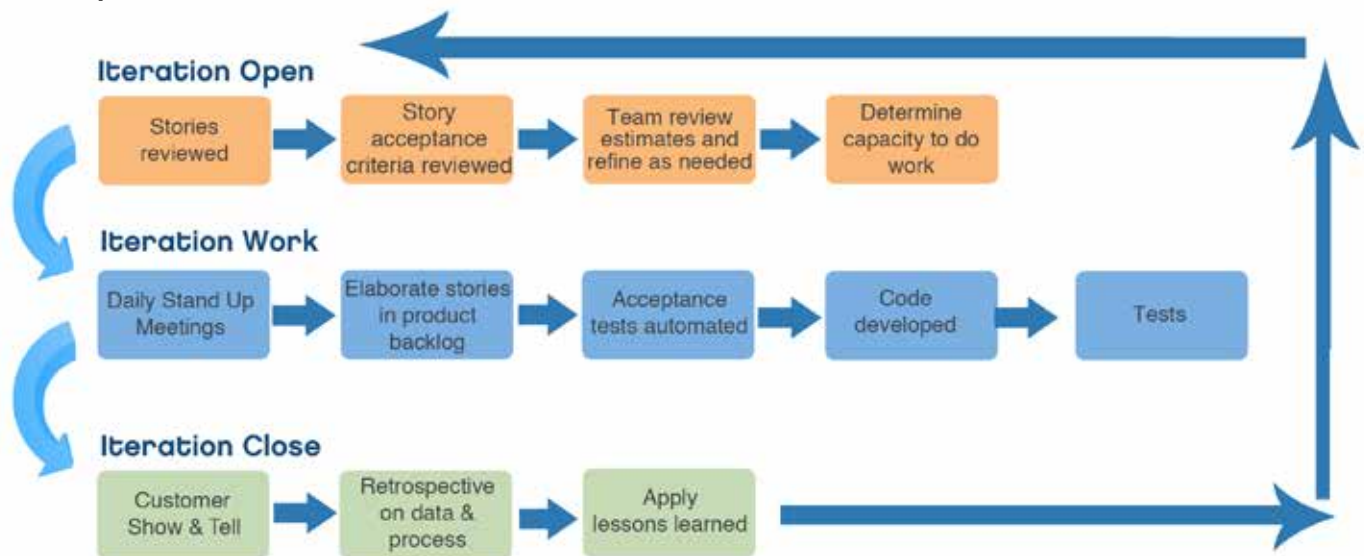 Iteration Open
Stories
reviewed
Story
acceptance
criteria reviewed
Team review
estimates and
refine as needed
Determine
capacity to do
work
Iteration Work
Daily Stand Up
Meetings
Elaborate stories
in product
backlog
Acceptance
tests automated
Code
developed
Tests
Iteration Close
Customer
Show & Tell
Retrospective
on data &
process
Apply
lessons learned